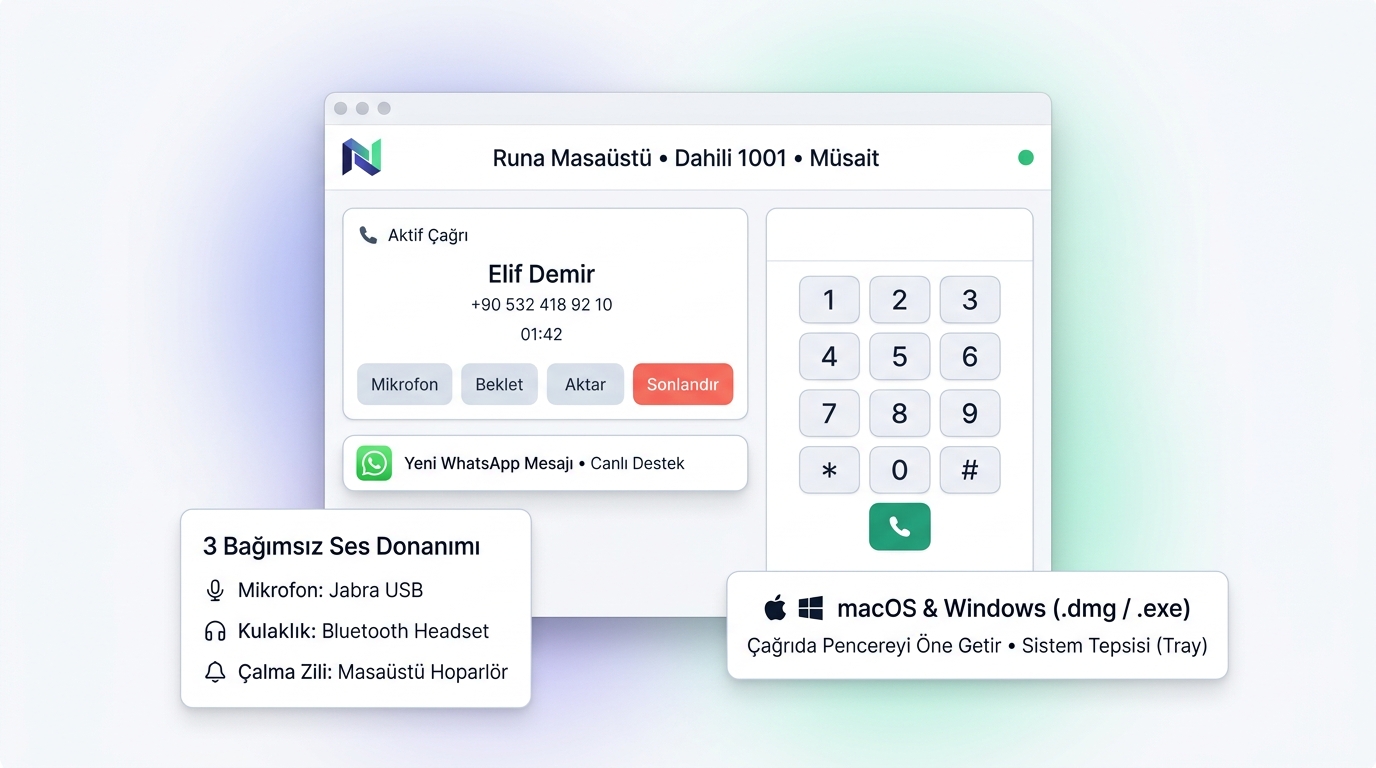 Runa Masaüstü • Dahili 1001 • Müsait
Aktif Çağrı
Elif Demir
+90 532 418 92 10
01:42
Mikrofon Beklet Aktar Sonlandır
Yeni WhatsApp Mesajı • Canlı Destek
1 2 3
4 5 6
7 8 9
* 0 #
3 Bağımsız Ses Donanımı
Mikrofon: Jabra USB
Kulaklık: Bluetooth Headset
Çalma Zili: Masaüstü Hoparlör
macOS & Windows (.dmg / .exe)
Çağrıda Pencereyi Öne Getir • Sistem Tepsisi (Tray)